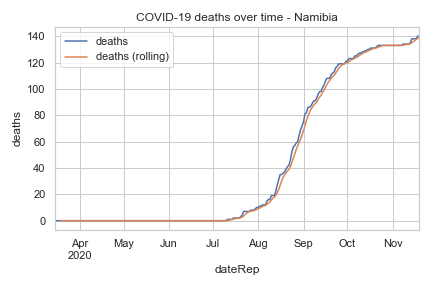 COVID-19 deaths over time - Namibia
deaths
deaths (rolling)
140
120
100
80
60
40
20
0
deaths
Apr
2020
May
Jun
Jul
Aug
Sep
Oct
Nov
dateRep